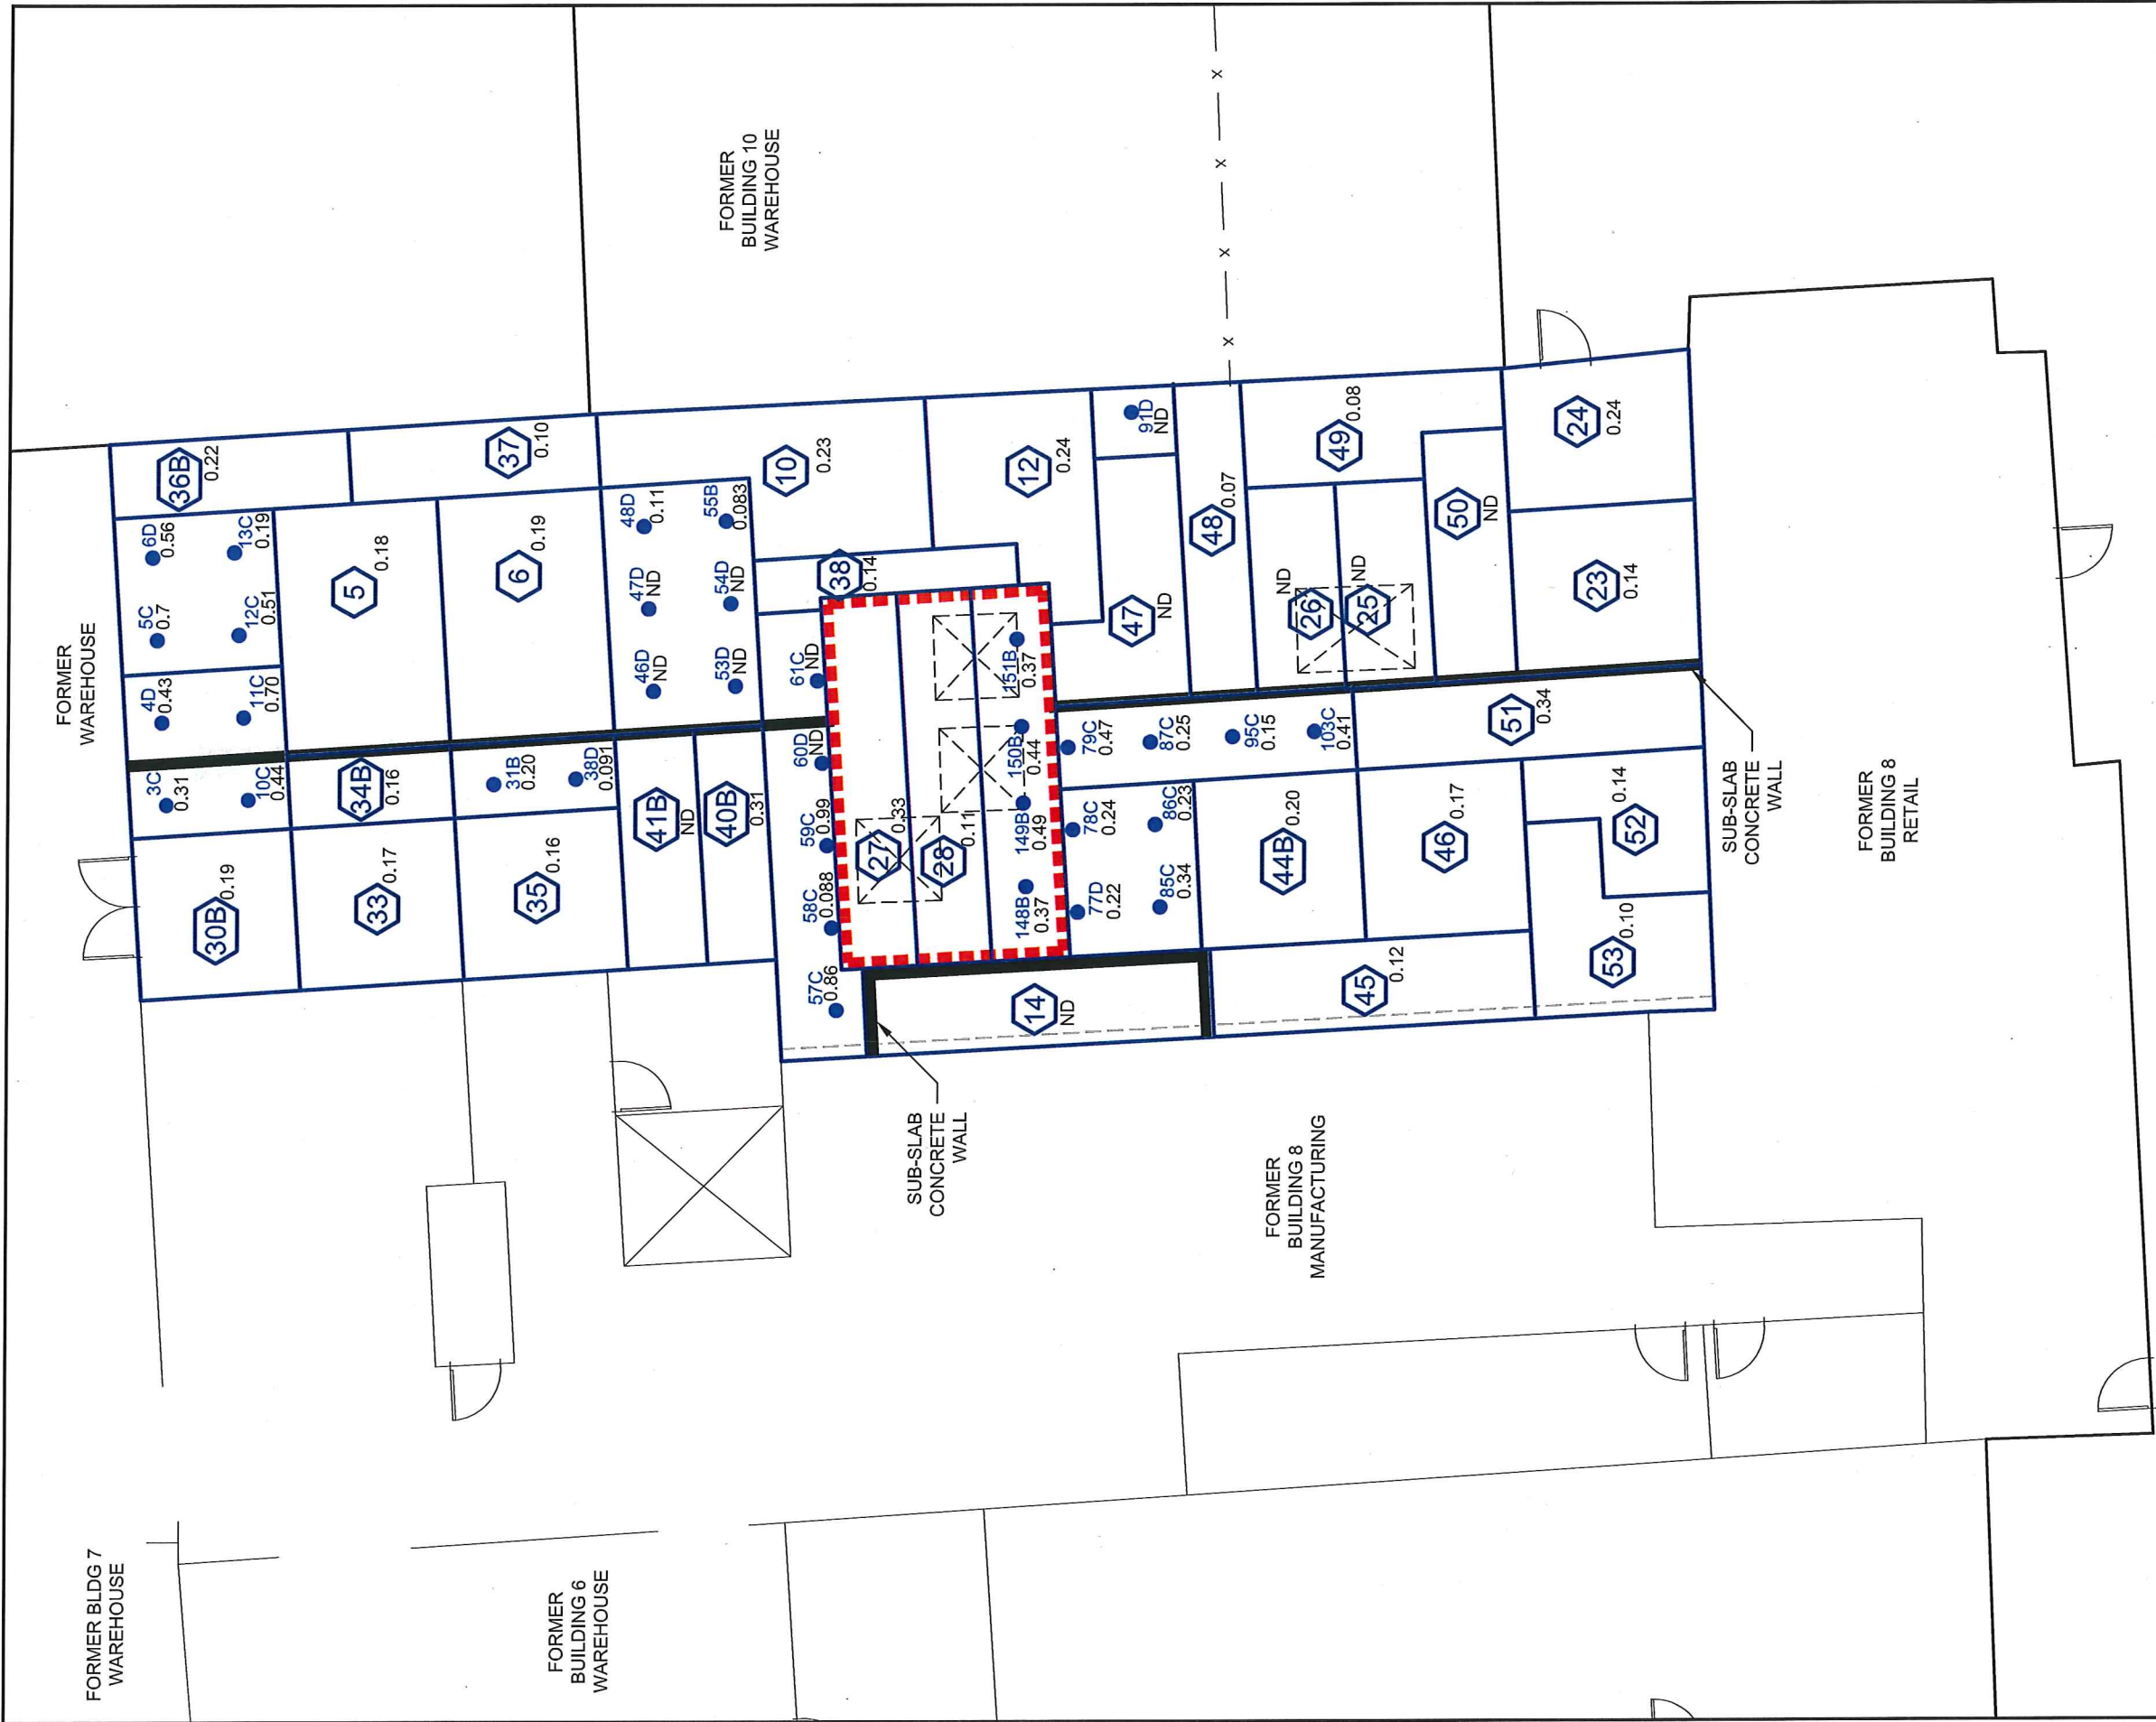 FORMER BLDG 7
WAREHOUSE
FORMER
BUILDING 6
WAREHOUSE
FORMER
WAREHOUSE
FORMER
BUILDING 10
WAREHOUSE
FORMER
BUILDING 8
MANUFACTURING
FORMER
BUILDING 8
RETAIL
SUB-SLAB
CONCRETE
WALL
SUB-SLAB
CONCRETE
WALL
30B
0.19
3C
0.31
10C
0.44
4D
0.43
11C
0.70
5C
0.7
12C
0.51
6D
0.56
13C
0.19
36B
0.22
33
0.17
34B
0.16
5
0.18
37
0.10
35
0.16
31B
0.20
38D
0.091
6
0.19
41B
ND
40B
0.31
46D
ND
53D
ND
47D
ND
54D
ND
48D
0.11
55B
0.083
10
0.23
57C
0.86
58C
0.088
59C
0.99
60D
ND
61C
ND
38
0.14
27
0.33
28
0.11
148B
0.37
149B
0.49
150B
0.44
151B
0.37
12
0.24
14
ND
77D
0.22
85C
0.34
78C
0.24
86C
0.23
79C
0.47
87C
0.25
95C
0.15
103C
0.41
47
ND
91D
ND
48
0.07
44B
0.20
26
ND
25
ND
49
0.08
45
0.12
46
0.17
51
0.34
50
ND
53
0.10
52
0.14
23
0.14
24
0.24
x
x
x
x